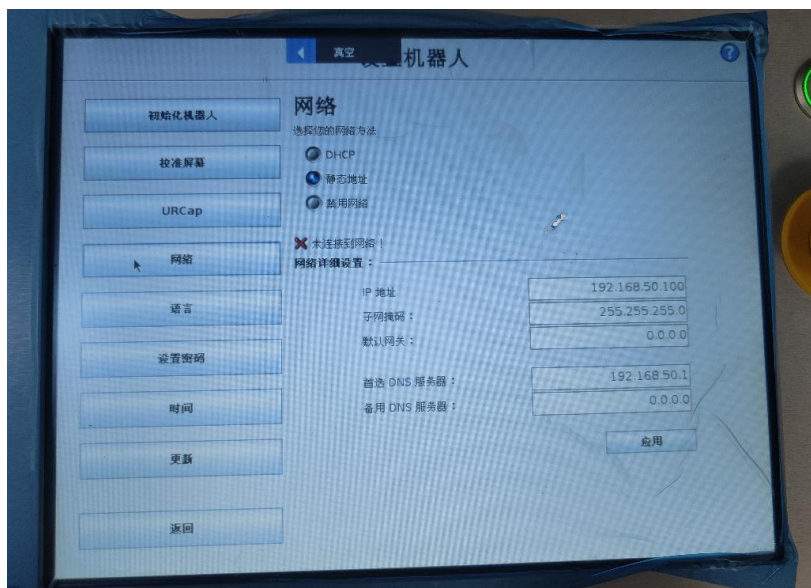 真空
机器人
初始化机器人
校准屏幕
URCap
网络
语言
设置密码
时间
更新
返回
网络
选择您的网络方法
DHCP
静态地址
禁用网络
未连接到网络!
网络详细设置:
IP 地址
192.168.50.100
子网掩码:
255.255.255.0
默认网关:
0.0.0.0
首选 DNS 服务器:
192.168.50.1
备用 DNS 服务器:
0.0.0.0
应用